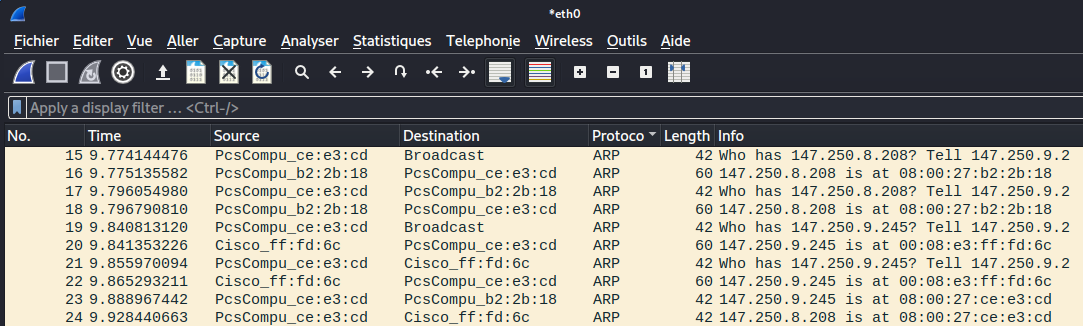 *eth0
Fichier Editer Vue Aller Capture Analyser Statistiques Telephonie Wireless Outils Aide
Apply a display filter ... <Ctrl-/>
No. Time Source Destination Protoco Length Info
15 9.774144476 PcsCompu_ce:e3:cd Broadcast ARP 42 Who has 147.250.8.208? Tell 147.250.9.2
16 9.775135582 PcsCompu_b2:2b:18 PcsCompu_ce:e3:cd ARP 60 147.250.8.208 is at 08:00:27:b2:2b:18
17 9.796054980 PcsCompu_ce:e3:cd PcsCompu_b2:2b:18 ARP 42 Who has 147.250.8.208? Tell 147.250.9.2
18 9.796790810 PcsCompu_b2:2b:18 PcsCompu_ce:e3:cd ARP 60 147.250.8.208 is at 08:00:27:b2:2b:18
19 9.840813120 PcsCompu_ce:e3:cd Broadcast ARP 42 Who has 147.250.9.245? Tell 147.250.9.2
20 9.841353226 Cisco_ff:fd:6c PcsCompu_ce:e3:cd ARP 60 147.250.9.245 is at 00:08:e3:ff:fd:6c
21 9.855970094 PcsCompu_ce:e3:cd Cisco_ff:fd:6c ARP 42 Who has 147.250.9.245? Tell 147.250.9.2
22 9.865293211 Cisco_ff:fd:6c PcsCompu_ce:e3:cd ARP 60 147.250.9.245 is at 00:08:e3:ff:fd:6c
23 9.888967442 PcsCompu_ce:e3:cd PcsCompu_b2:2b:18 ARP 42 147.250.9.245 is at 08:00:27:ce:e3:cd
24 9.928440663 PcsCompu_ce:e3:cd Cisco_ff:fd:6c ARP 42 147.250.8.208 is at 08:00:27:ce:e3:cd